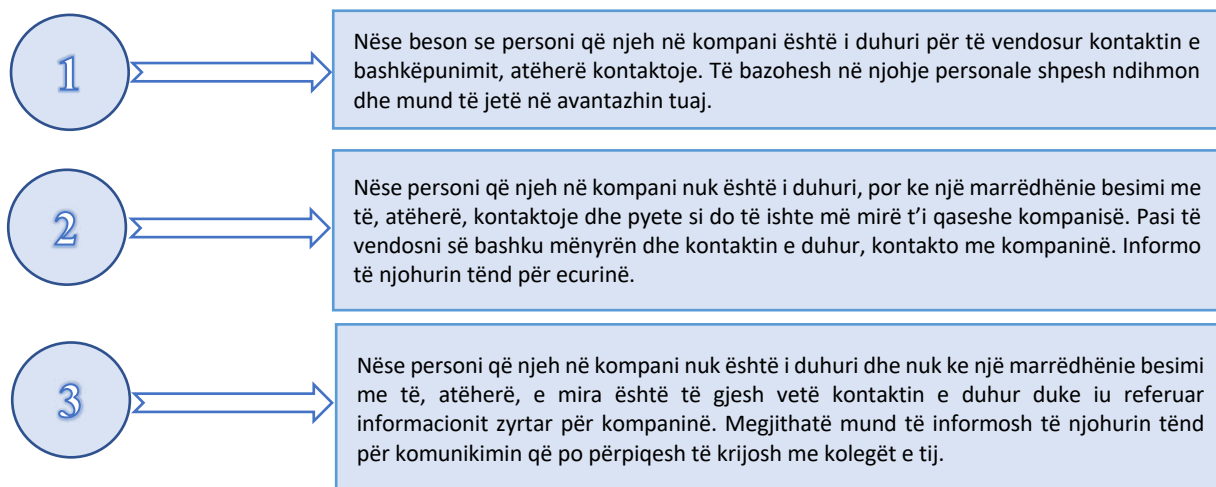 1
Nëse beson se personi që njeh në kompani është i duhuri për të vendosur kontaktin e
bashkëpunimit, atëherë kontaktoje. Të bazohesh në njohje personale shpesh ndihmon
dhe mund të jetë në avantazhin tuaj.
2
Nëse personi që njeh në kompani nuk është i duhuri, por ke një marrëdhënie besimi me
të, atëherë, kontaktoje dhe pyete si do të ishte më mirë t’i qaseshe kompanisë. Pasi të
vendosni së bashku mënyrën dhe kontaktin e duhur, kontakto me kompaninë. Informo
të njohurin tënd për ecurinë.
3
Nëse personi që njeh në kompani nuk është i duhuri dhe nuk ke një marrëdhënie besimi
me të, atëherë, e mira është të gjesh vetë kontaktin e duhur duke iu referuar
informacionit zyrtar për kompaninë. Megjithatë mund të informosh të njohurin tënd
për komunikimin që po përpiqesh të krijosh me kolegët e tij.